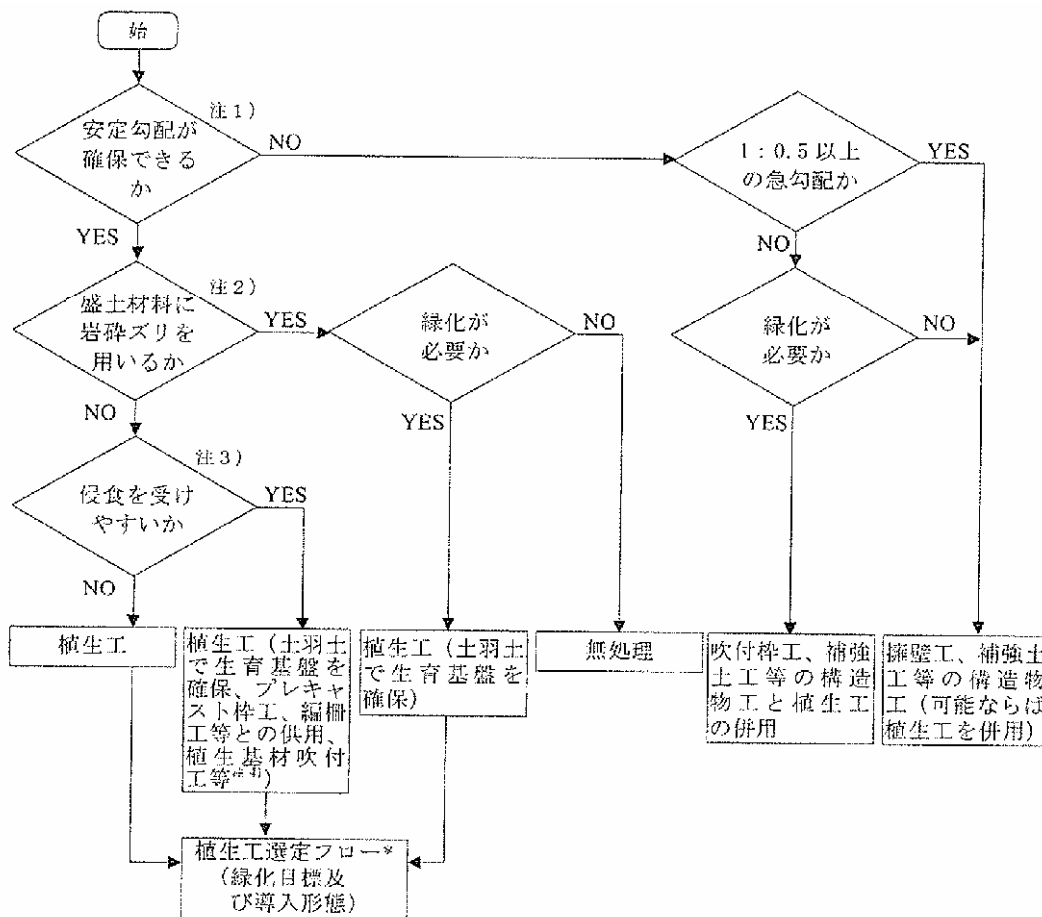 始
注1)
安定勾配が
確保できる
か
NO
YES
1:0.5以上
の急勾配か
YES
NO
注2)
盛土材料に
岩砕ズリを
用いるか
YES
NO
緑化が
必要か
NO
YES
緑化が
必要か
NO
YES
注3)
侵食を受け
やすいか
YES
NO
植生工
植生工(土羽土
で生育基盤を
確保、プレキャ
スト枠工、編柵
工等との併用、
植生基材吹付
工等)
植生工(土羽土
で生育基盤を
確保)
無処理
吹付枠工、補強
土工等の構造
物工と植生工
の併用
擁壁工、補強土
工等の構造物
工(可能ならば
植生工を併用)
植生工選定フロー*
(緑化目標及
び導入形態)